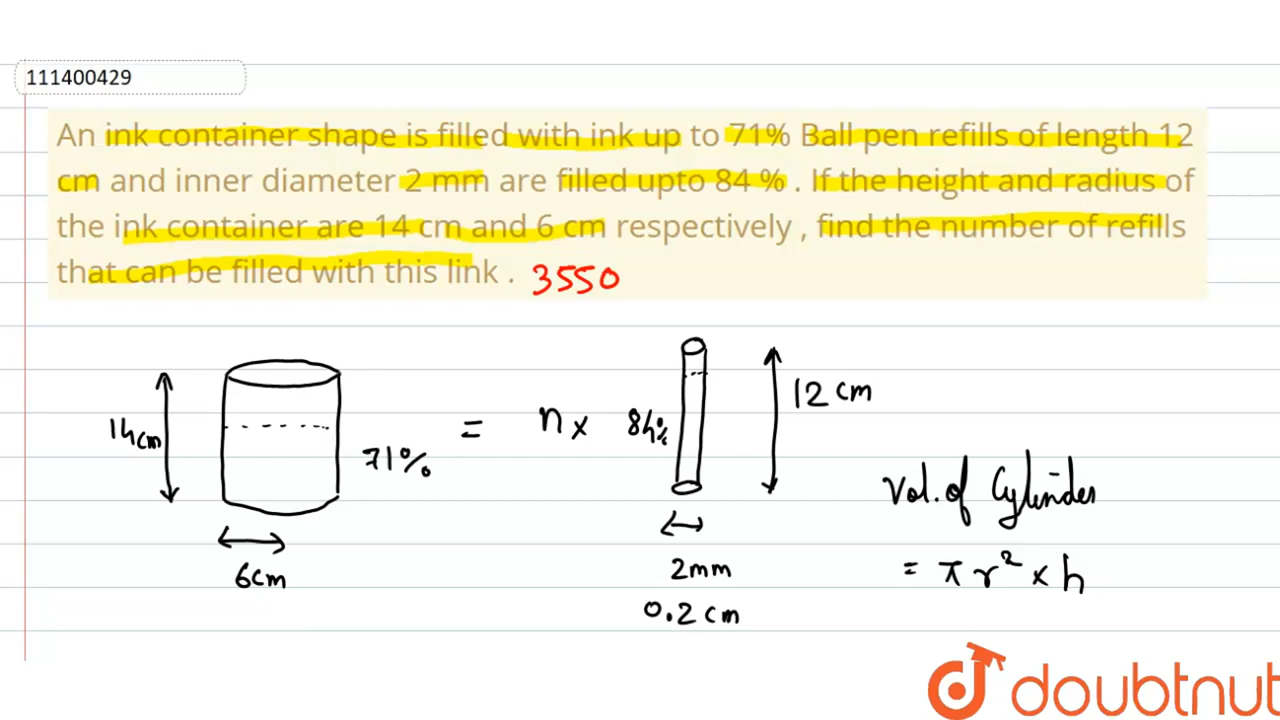 111400429
An ink container shape is filled with ink up to 71% Ball pen refills of length 12
cm and inner diameter 2 mm are filled upto 84 % . If the height and radius of
the ink container are 14 cm and 6 cm respectively , find the number of refills
that can be filled with this link . 3550
14cm
71%
6cm
= n x 84%
12 cm
2mm
0.2 cm
Vol. of Cylinder
= π r² x h
doubtnut